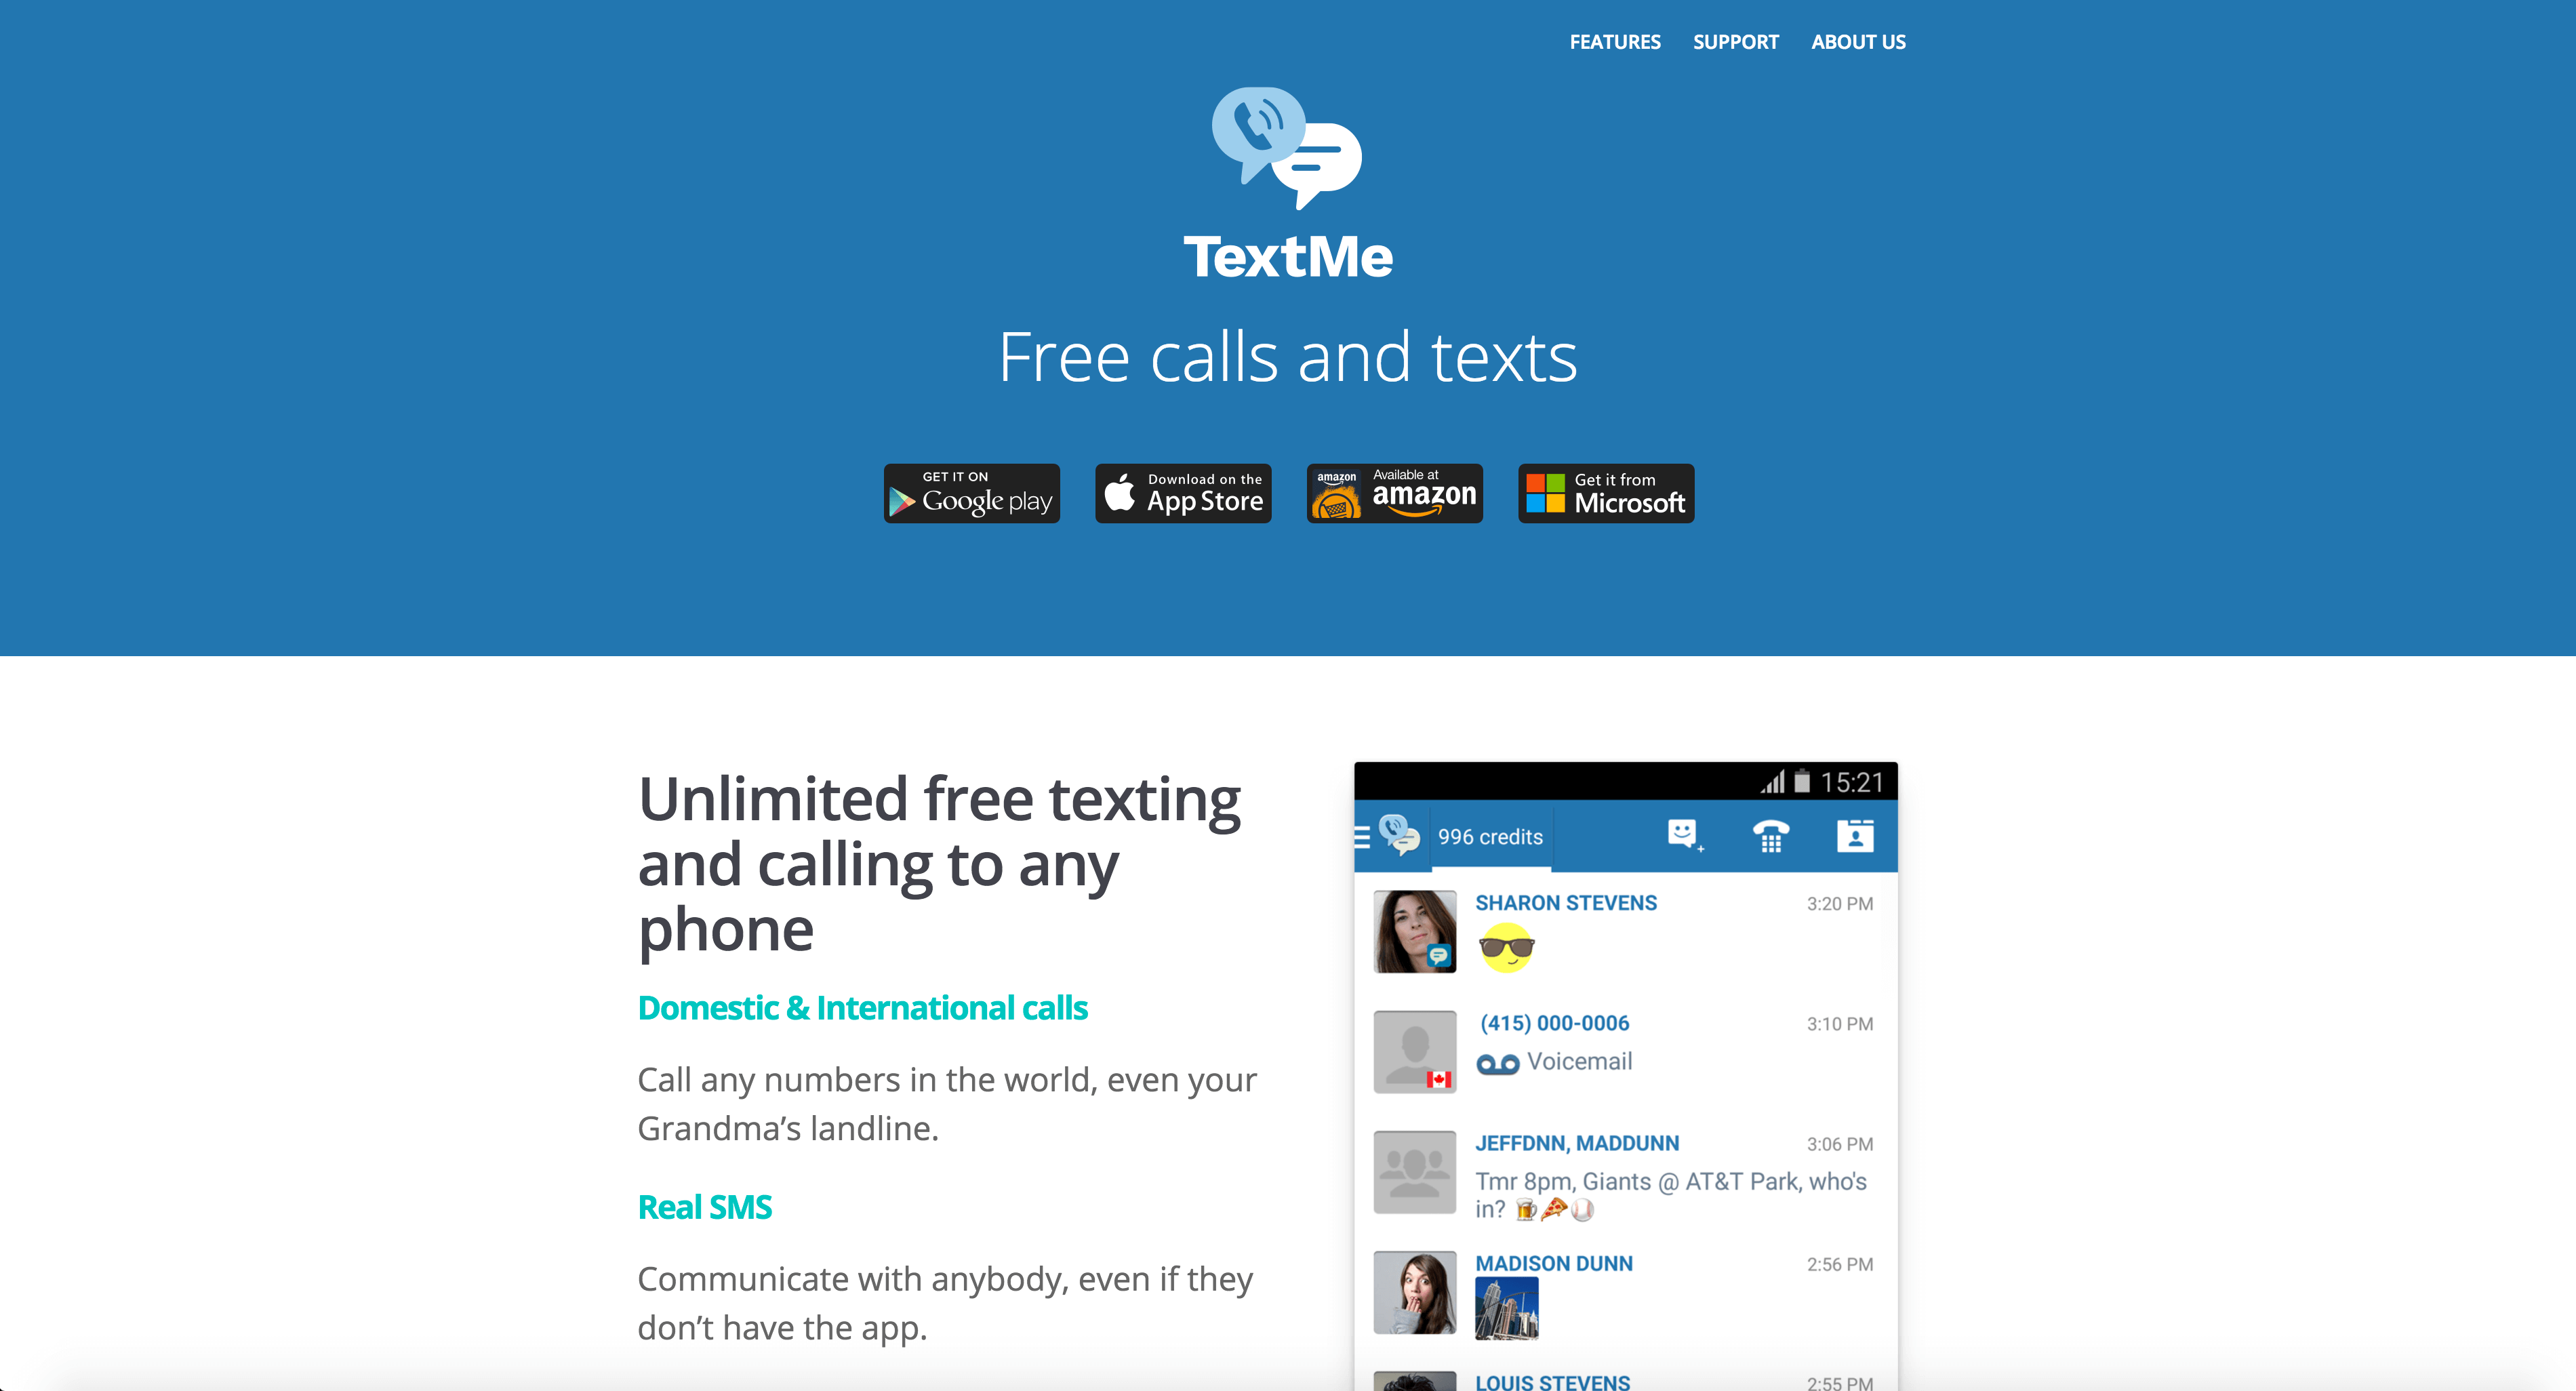 FEATURES SUPPORT ABOUT US
TextMe
Free calls and texts
GET IT ON
Google play
Download on the
App Store
amazon
Available at
amazon
Get it from
Microsoft
Unlimited free texting
and calling to any
phone
Domestic & International calls
Call any numbers in the world, even your
Grandma’s landline.
Real SMS
Communicate with anybody, even if they
don’t have the app.
15:21
996 credits
SHARON STEVENS 3:20 PM
(415) 000-0006 3:10 PM
Voicemail
JEFFDNN, MADDUNN 3:06 PM
Tmr 8pm, Giants @ AT&T Park, who's
in? 🍺🍕⚾
MADISON DUNN 2:56 PM
LOUIS STEVENS 2:55 PM